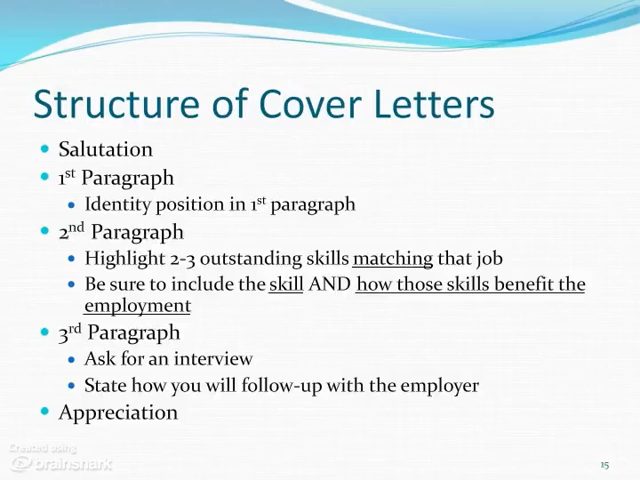 Structure of Cover Letters
• Salutation
• 1st Paragraph
• Identity position in 1st paragraph
• 2nd Paragraph
• Highlight 2-3 outstanding skills matching that job
• Be sure to include the skill AND how those skills benefit the
employment
• 3rd Paragraph
• Ask for an interview
• State how you will follow-up with the employer
• Appreciation
Created using
brainshark
15